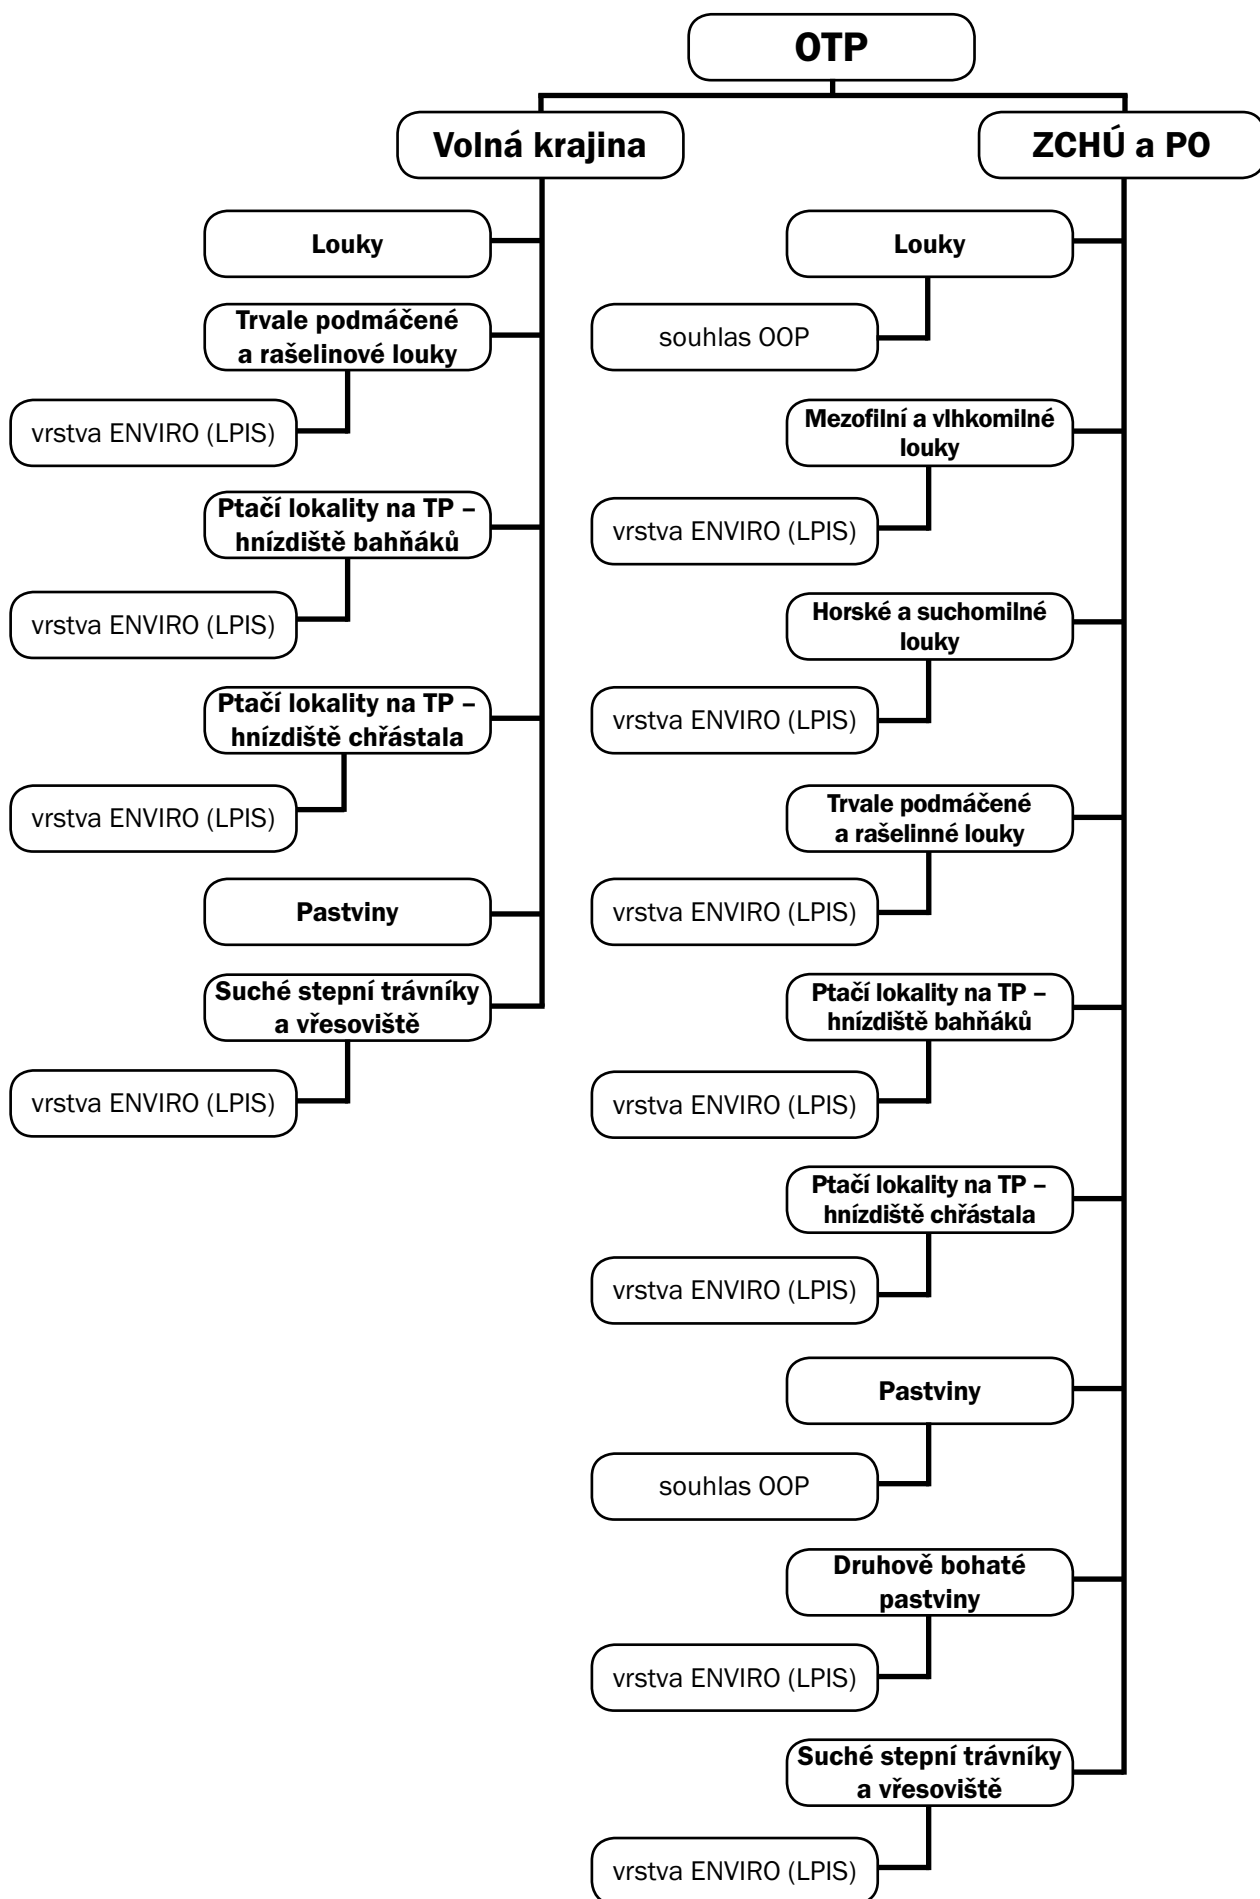 OTP
Volná krajina
Louky
Trvale podmáčené
a rašelinové louky
vrstva ENVIRO (LPIS)
Ptačí lokality na TP –
hnízdiště bahňáků
vrstva ENVIRO (LPIS)
Ptačí lokality na TP –
hnízdiště chřástala
vrstva ENVIRO (LPIS)
Pastviny
Suché stepní trávníky
a vřesoviště
vrstva ENVIRO (LPIS)
ZCHÚ a PO
Louky
souhlas OOP
Mezofilní a vlhkomilné
louky
vrstva ENVIRO (LPIS)
Horské a suchomilné
louky
vrstva ENVIRO (LPIS)
Trvale podmáčené
a rašelinné louky
vrstva ENVIRO (LPIS)
Ptačí lokality na TP –
hnízdiště bahňáků
vrstva ENVIRO (LPIS)
Ptačí lokality na TP –
hnízdiště chřástala
vrstva ENVIRO (LPIS)
Pastviny
souhlas OOP
Druhově bohaté
pastviny
vrstva ENVIRO (LPIS)
Suché stepní trávníky
a vřesoviště
vrstva ENVIRO (LPIS)